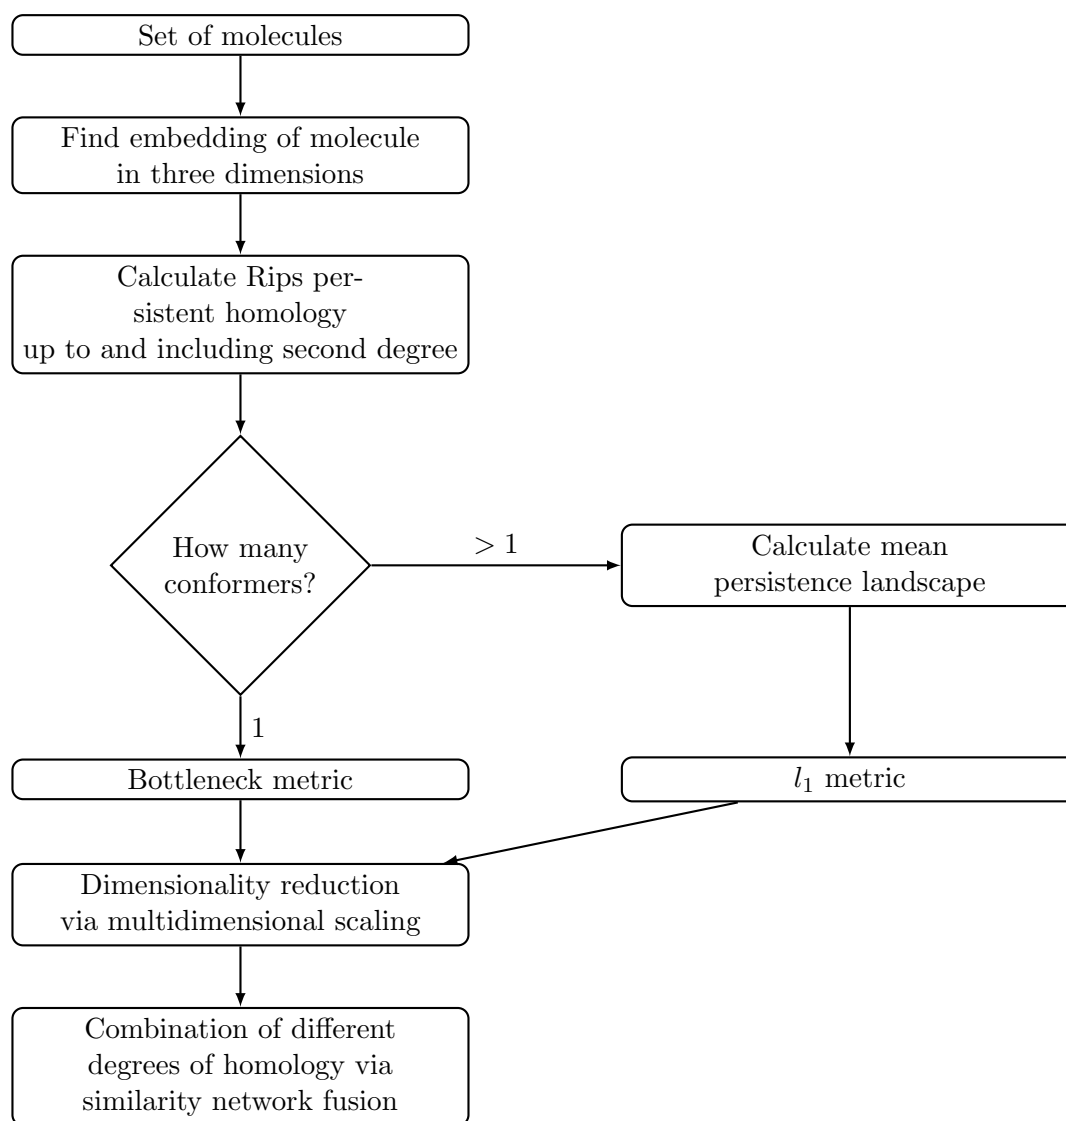 Set of molecules
Find embedding of molecule
in three dimensions
Calculate Rips per-
sistent homology
up to and including second degree
How many
conformers?
> 1
Calculate mean
persistence landscape
1
Bottleneck metric
l₁ metric
Dimensionality reduction
via multidimensional scaling
Combination of different
degrees of homology via
similarity network fusion